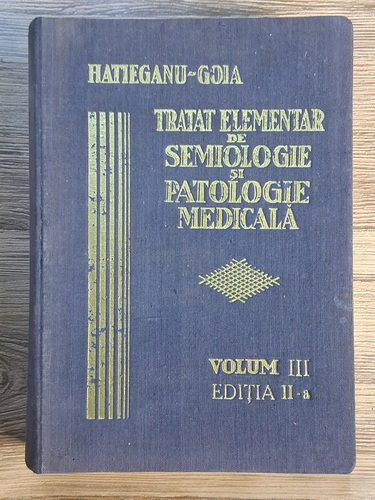 HATIEGANU-GOIA
TRATAT ELEMENTAR
DE
SEMIOLOGIE
ȘI
PATOLOGIE
MEDICALĂ
VOLUM III
EDIȚIA II-a